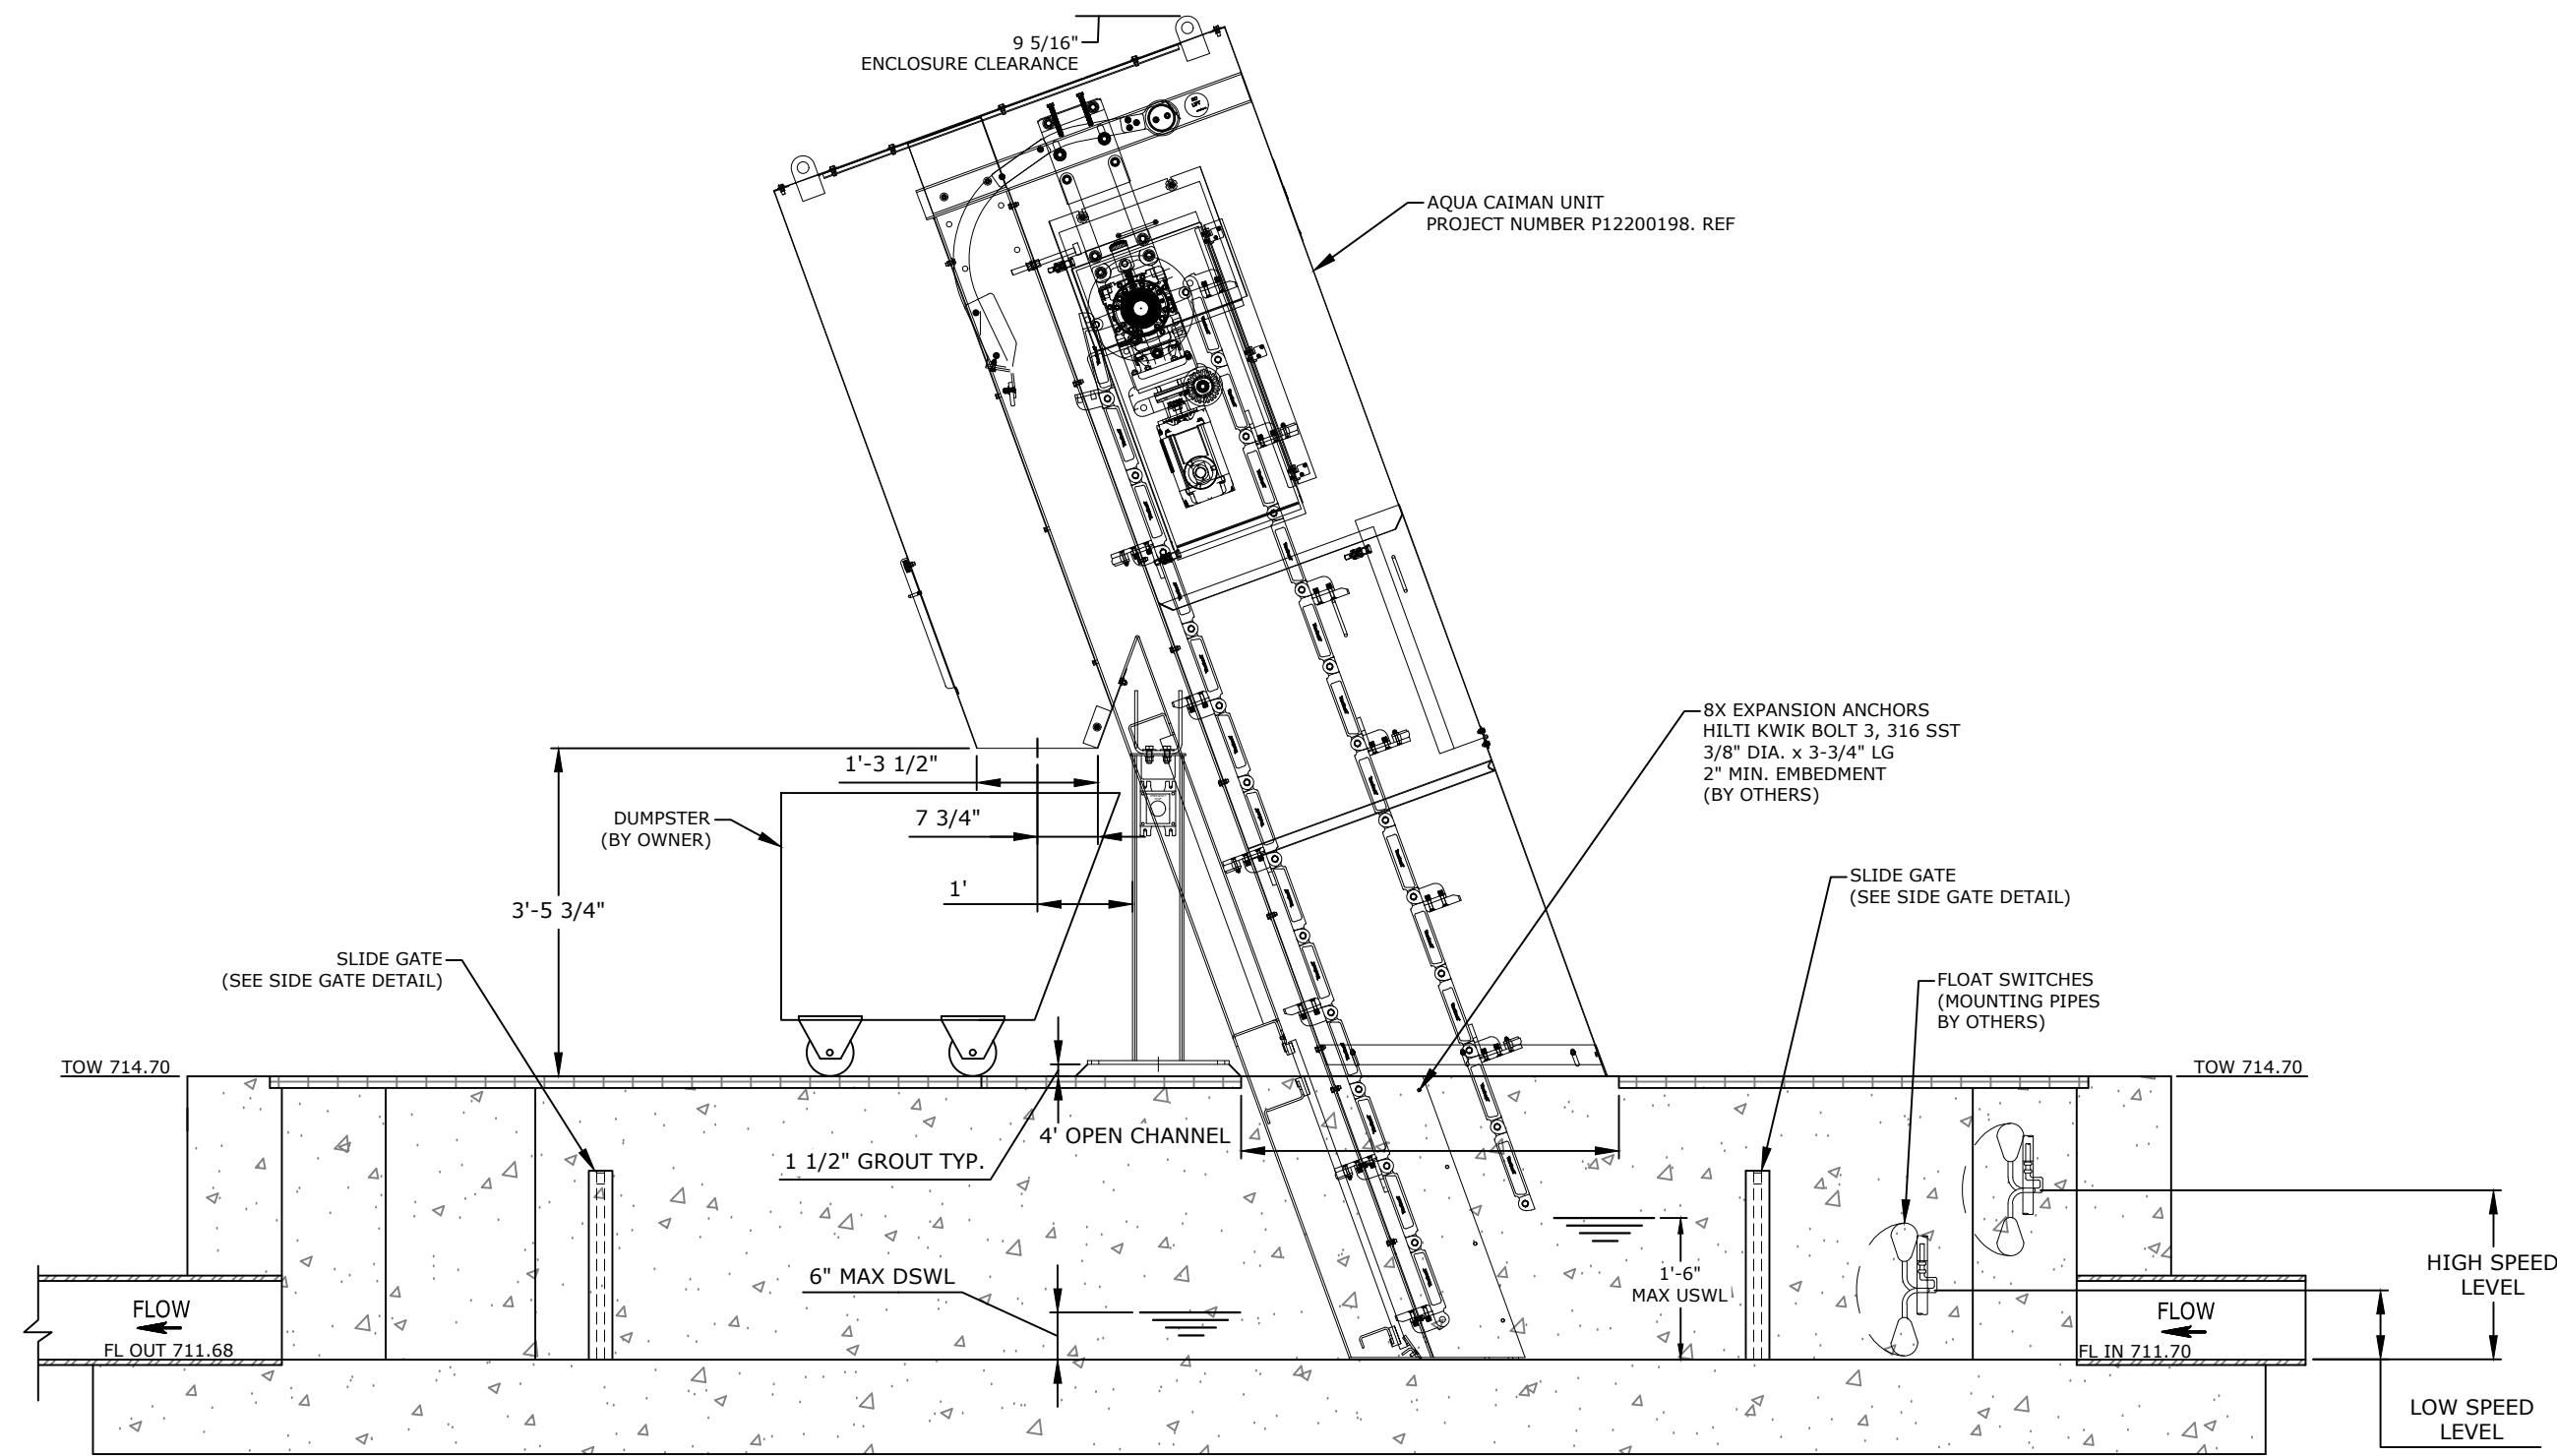 9 5/16"
ENCLOSURE CLEARANCE
AQUA CAIMAN UNIT
PROJECT NUMBER P12200198. REF
8X EXPANSION ANCHORS
HILTI KWIK BOLT 3, 316 SST
3/8" DIA. x 3-3/4" LG
2" MIN. EMBEDMENT
(BY OTHERS)
1'-3 1/2"
DUMPSTER
(BY OWNER)
7 3/4"
1'
3'-5 3/4"
SLIDE GATE
(SEE SIDE GATE DETAIL)
SLIDE GATE
(SEE SIDE GATE DETAIL)
FLOAT SWITCHES
(MOUNTING PIPES
BY OTHERS)
TOW 714.70
TOW 714.70
4' OPEN CHANNEL
1 1/2" GROUT TYP.
6" MAX DSWL
1'-6"
MAX USWL
HIGH SPEED
LEVEL
FLOW
FL OUT 711.68
FLOW
FL IN 711.70
LOW SPEED
LEVEL